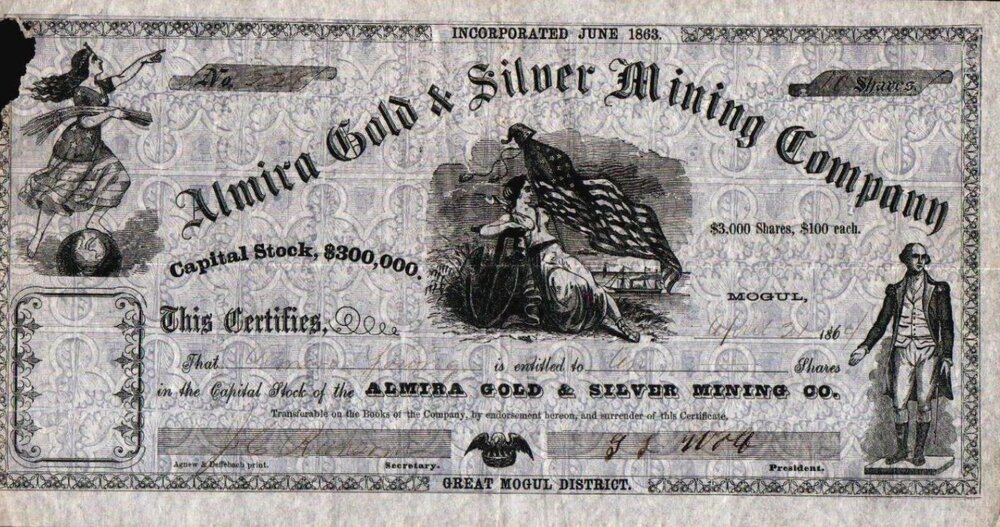 INCORPORATED JUNE 1863.
No.
Shares
Almira Gold & Silver Mining Company
$3,000 Shares, $100 each.
Capital Stock, $300,000.
MOGUL,
April 186
This Certifies,
That is entitled to Shares
in the Capital Stock of the ALMIRA GOLD & SILVER MINING CO.
Transferable on the Books of the Company, by endorsement hereon, and surrender of this Certificate.
Agnew & Deffebach print.
Secretary.
President.
GREAT MOGUL DISTRICT.